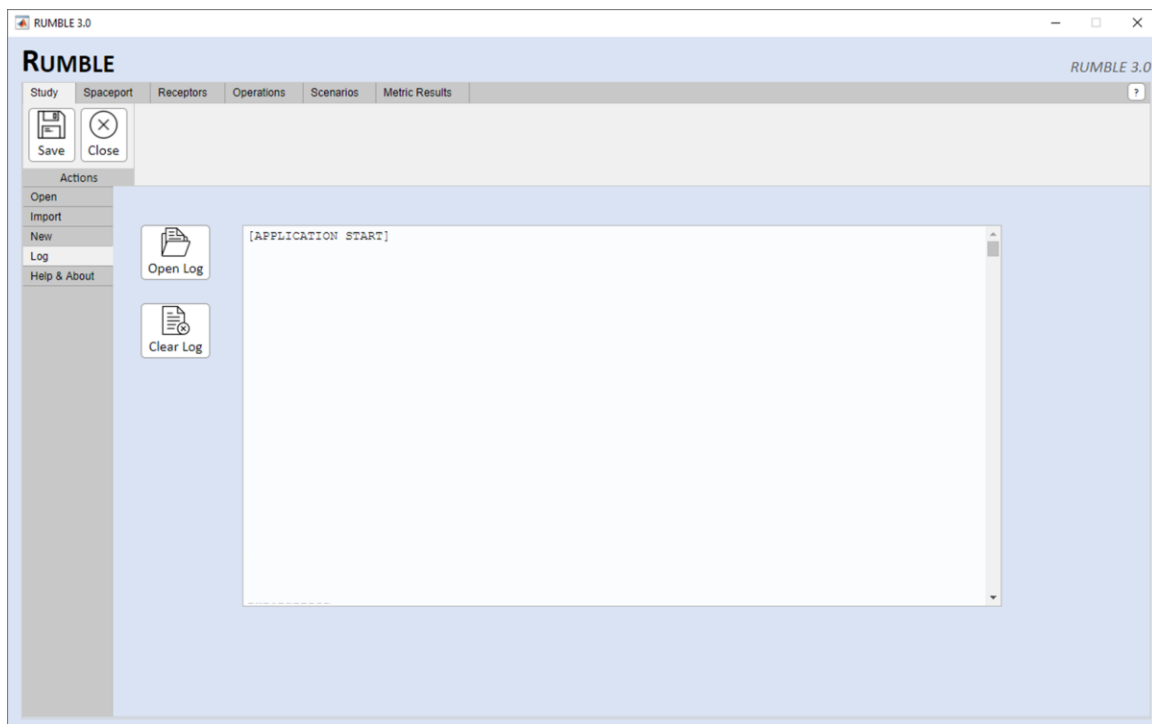 RUMBLE 3.0
RUMBLE
RUMBLE 3.0
Study Spaceport Receptors Operations Scenarios Metric Results ?
Save Close
Actions
Open
Import
New
Log
Help & About
Open Log
Clear Log
[APPLICATION START]